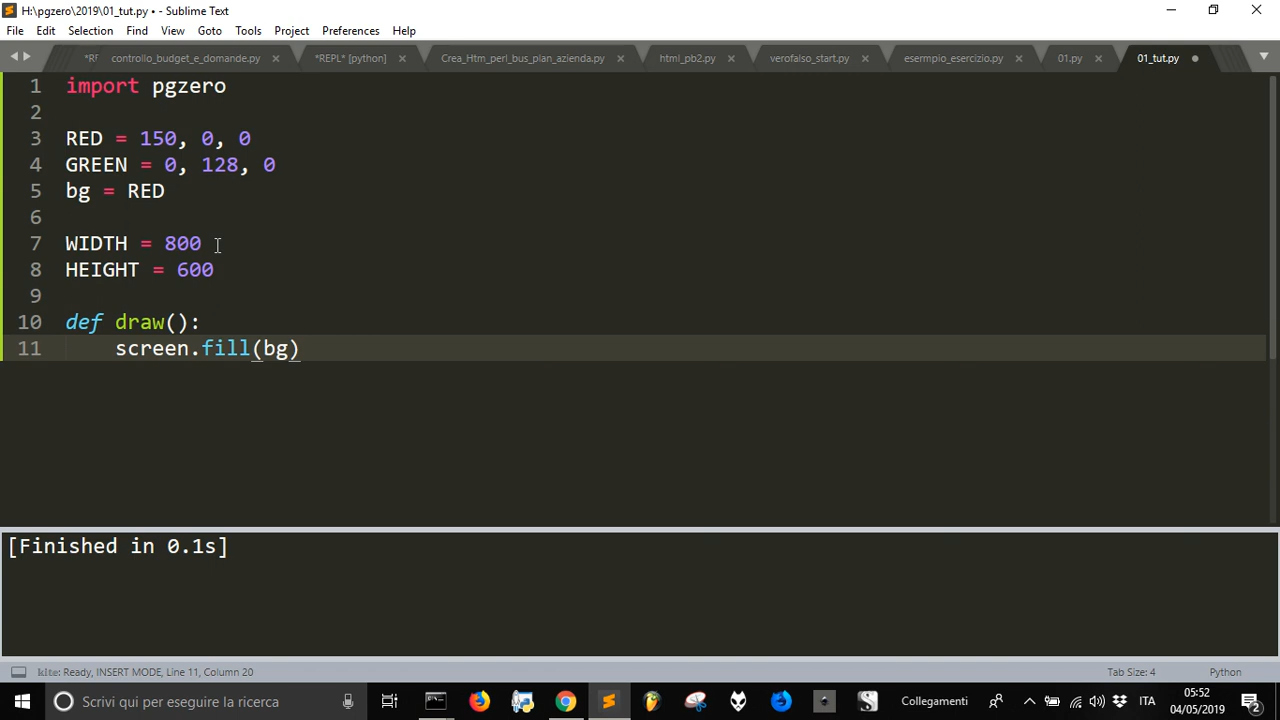 H:\pgzero\2019\01_tut.py • - Sublime Text
File Edit Selection Find View Goto Tools Project Preferences Help
*RF controllo_budget_e_domande.py *REPL* [python] Crea_Htm_perl_bus_plan_azienda.py html_pb2.py verofalso_start.py esermpio_esercizio.py 01.py 01_tut.py
1 import pgzero
2
3 RED = 150, 0, 0
4 GREEN = 0, 128, 0
5 bg = RED
6
7 WIDTH = 800
8 HEIGHT = 600
9
10 def draw():
11 screen.fill(bg)
[Finished in 0.1s]
kite: Ready, INSERT MODE, Line 11, Column 20 Tab Size: 4 Python
Scrivi qui per eseguire la ricerca Collegamenti ITA 05:52
04/05/2019 2